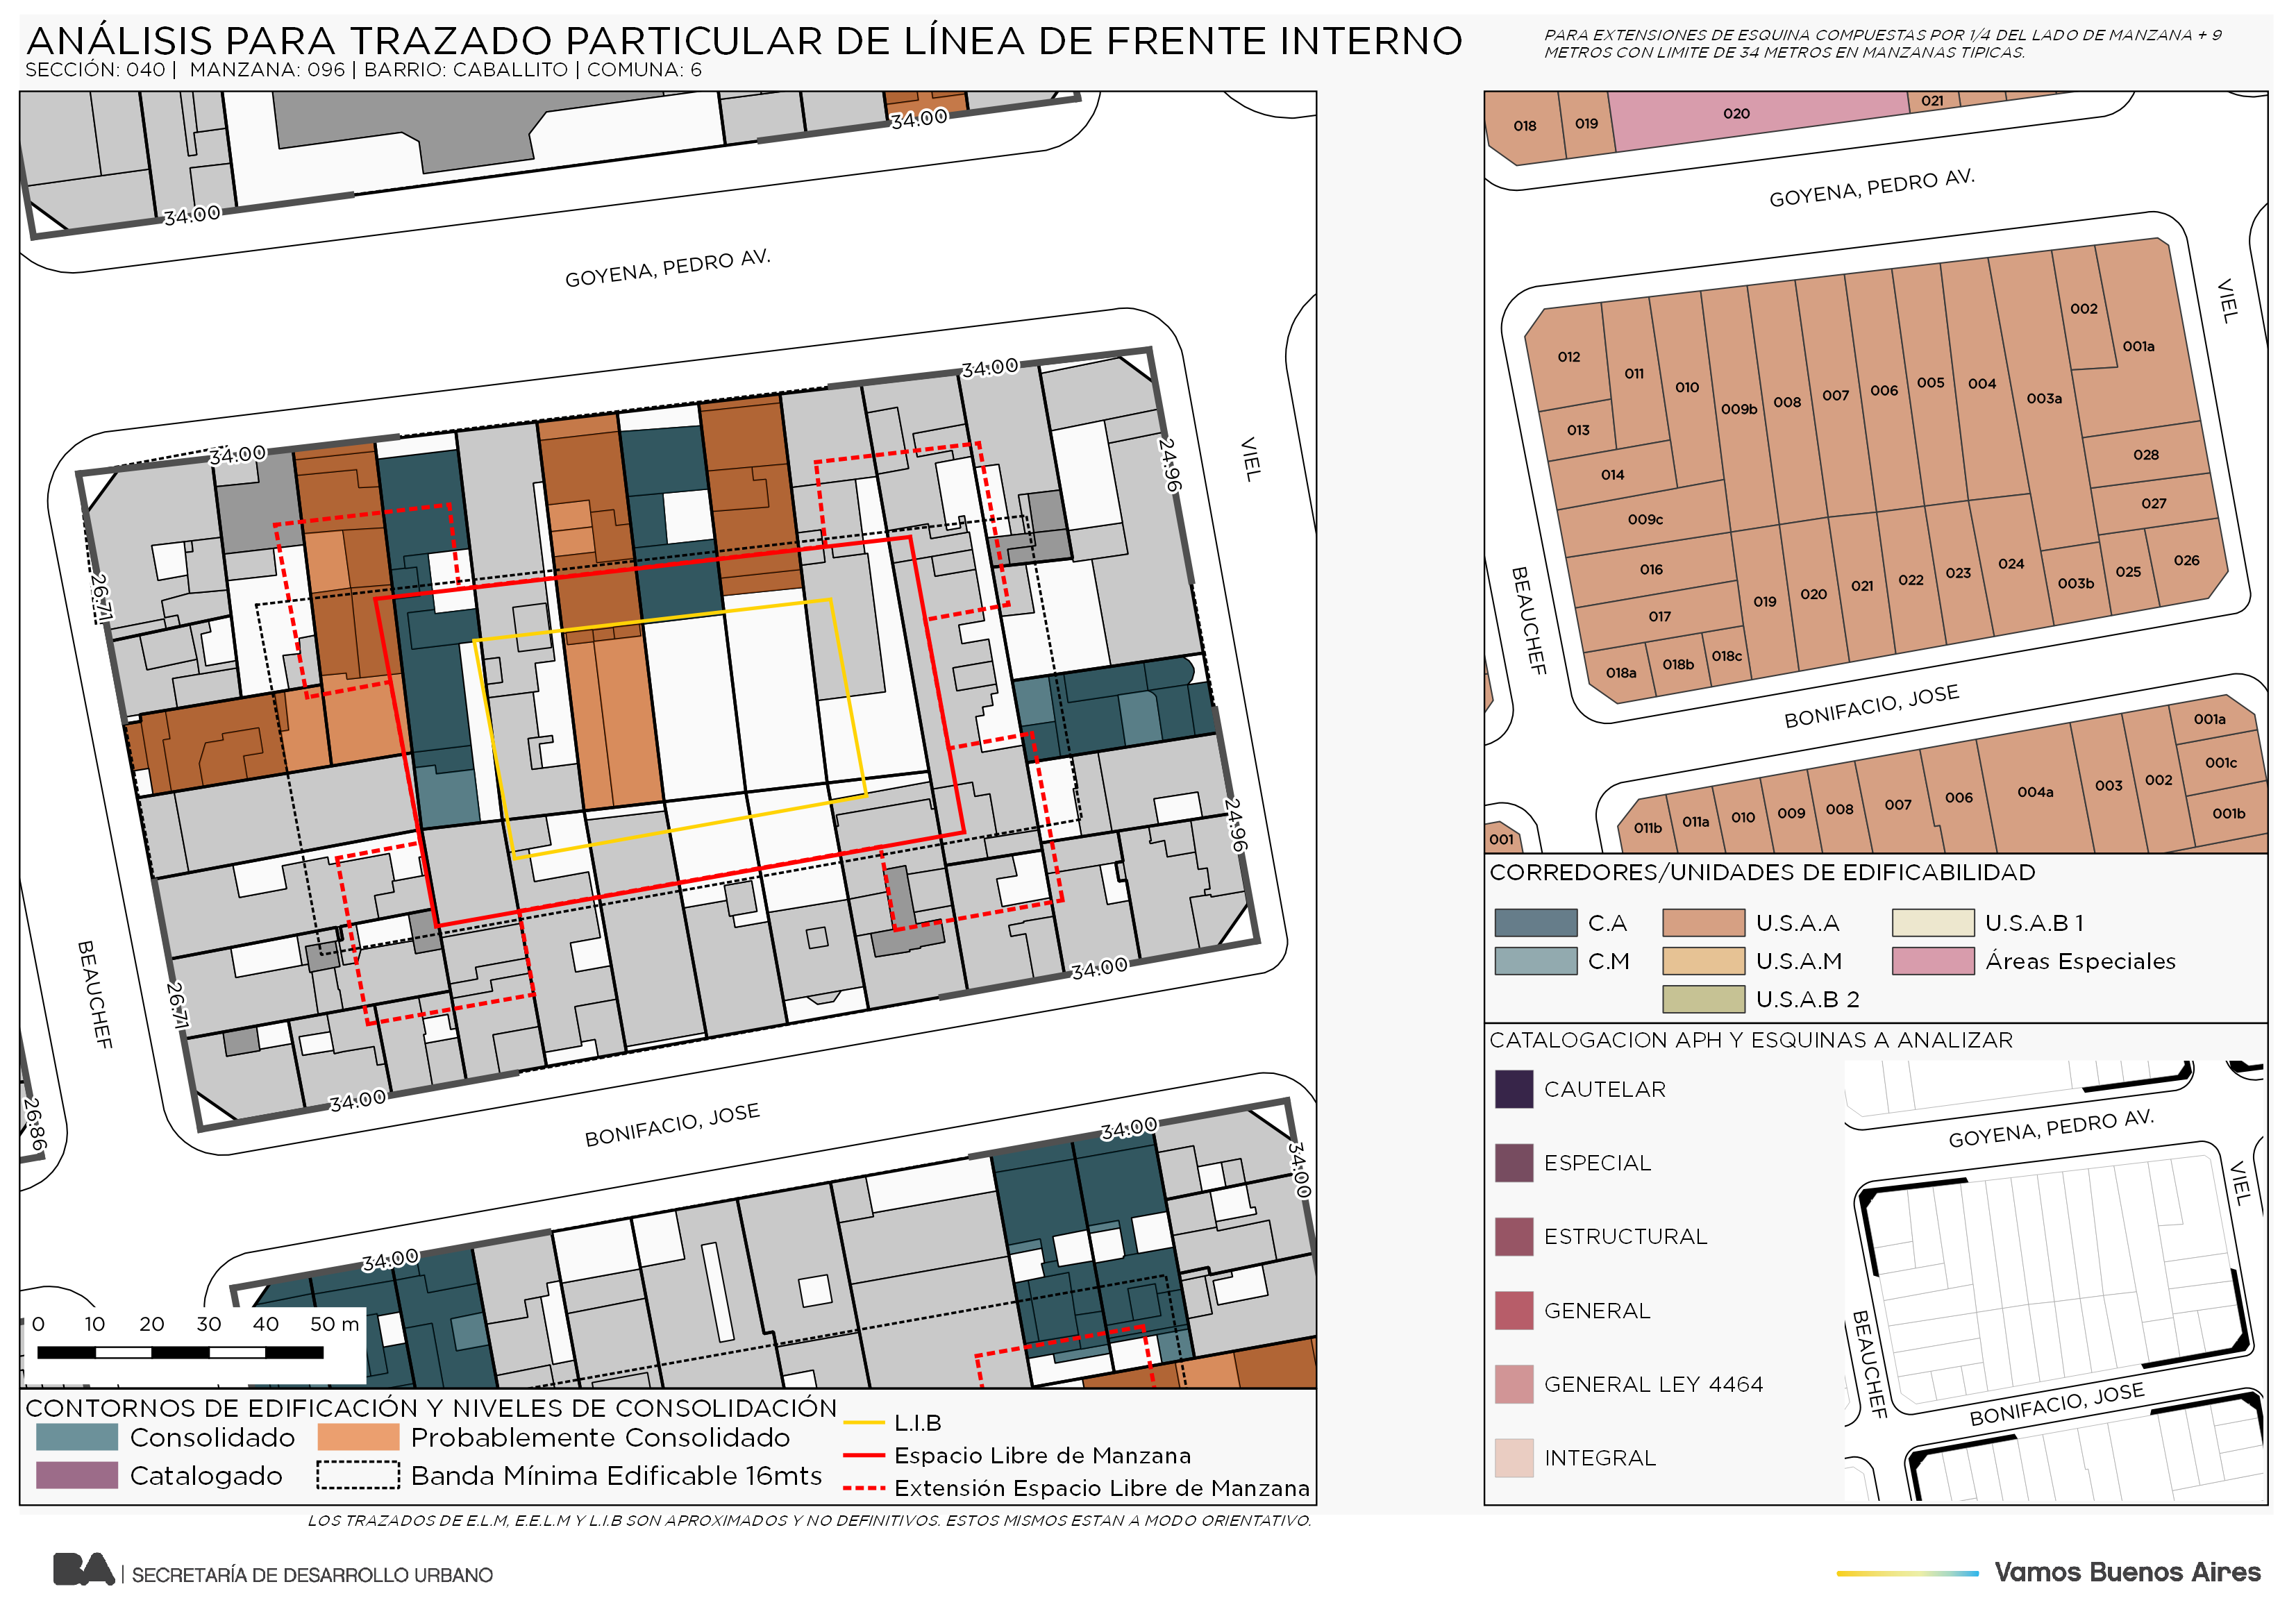 ANÁLISIS PARA TRAZADO PARTICULAR DE LÍNEA DE FRENTE INTERNO
SECCIÓN: 040 | MANZANA: 096 | BARRIO: CABALLITO | COMUNA: 6
PARA EXTENSIONES DE ESQUINA COMPUESTAS POR 1/4 DEL LADO DE MANZANA + 9
METROS CON LIMITE DE 34 METROS EN MANZANAS TIPICAS.
34.00
34.00
GOYENA, PEDRO AV.
34.00
34.00
VIEL
24.96
26.71
24.96
BEAUCHEF
26.71
34.00
34.00
26.86
BONIFACIO, JOSE
34.00
34.00
34.00
0 10 20 30 40 50 m
CONTORNOS DE EDIFICACIÓN Y NIVELES DE CONSOLIDACIÓN
Consolidado
Probablemente Consolidado
Catalogado
Banda Mínima Edificable 16mts
L.I.B
Espacio Libre de Manzana
Extensión Espacio Libre de Manzana
018
019
020
021
GOYENA, PEDRO AV.
VIEL
012
011
010
009b
008
007
006
005
004
003a
002
001a
013
014
009c
016
017
018a
018b
018c
019
020
021
022
023
024
003b
025
026
027
028
BEAUCHEF
BONIFACIO, JOSE
001
011b
011a
010
009
008
007
006
004a
003
002
001a
001c
001b
CORREDORES/UNIDADES DE EDIFICABILIDAD
C.A
U.S.A.A
U.S.A.B 1
C.M
U.S.A.M
Áreas Especiales
U.S.A.B 2
CATALOGACION APH Y ESQUINAS A ANALIZAR
CAUTELAR
ESPECIAL
ESTRUCTURAL
GENERAL
GENERAL LEY 4464
INTEGRAL
GOYENA, PEDRO AV.
VIEL
BEAUCHEF
BONIFACIO, JOSE
LOS TRAZADOS DE E.L.M, E.E.L.M Y L.I.B SON APROXIMADOS Y NO DEFINITIVOS. ESTOS MISMOS ESTAN A MODO ORIENTATIVO.
BA | SECRETARÍA DE DESARROLLO URBANO
Vamos Buenos Aires